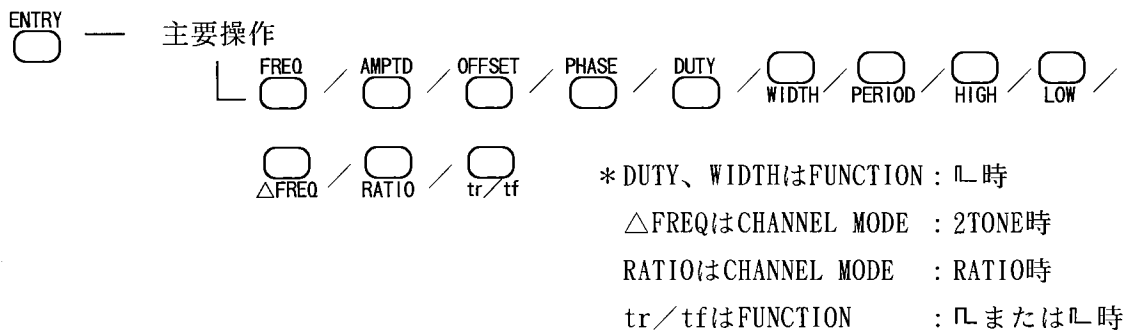 ENTRY
主要操作
FREQ / AMPTD / OFFSET / PHASE / DUTY / WIDTH / PERIOD / HIGH / LOW /
△FREQ / RATIO / tr/tf
*DUTY、WIDTHはFUNCTION：時
△FREQはCHANNEL MODE ：2TONE時
RATIOはCHANNEL MODE ：RATIO時
tr／tfはFUNCTION ：または時